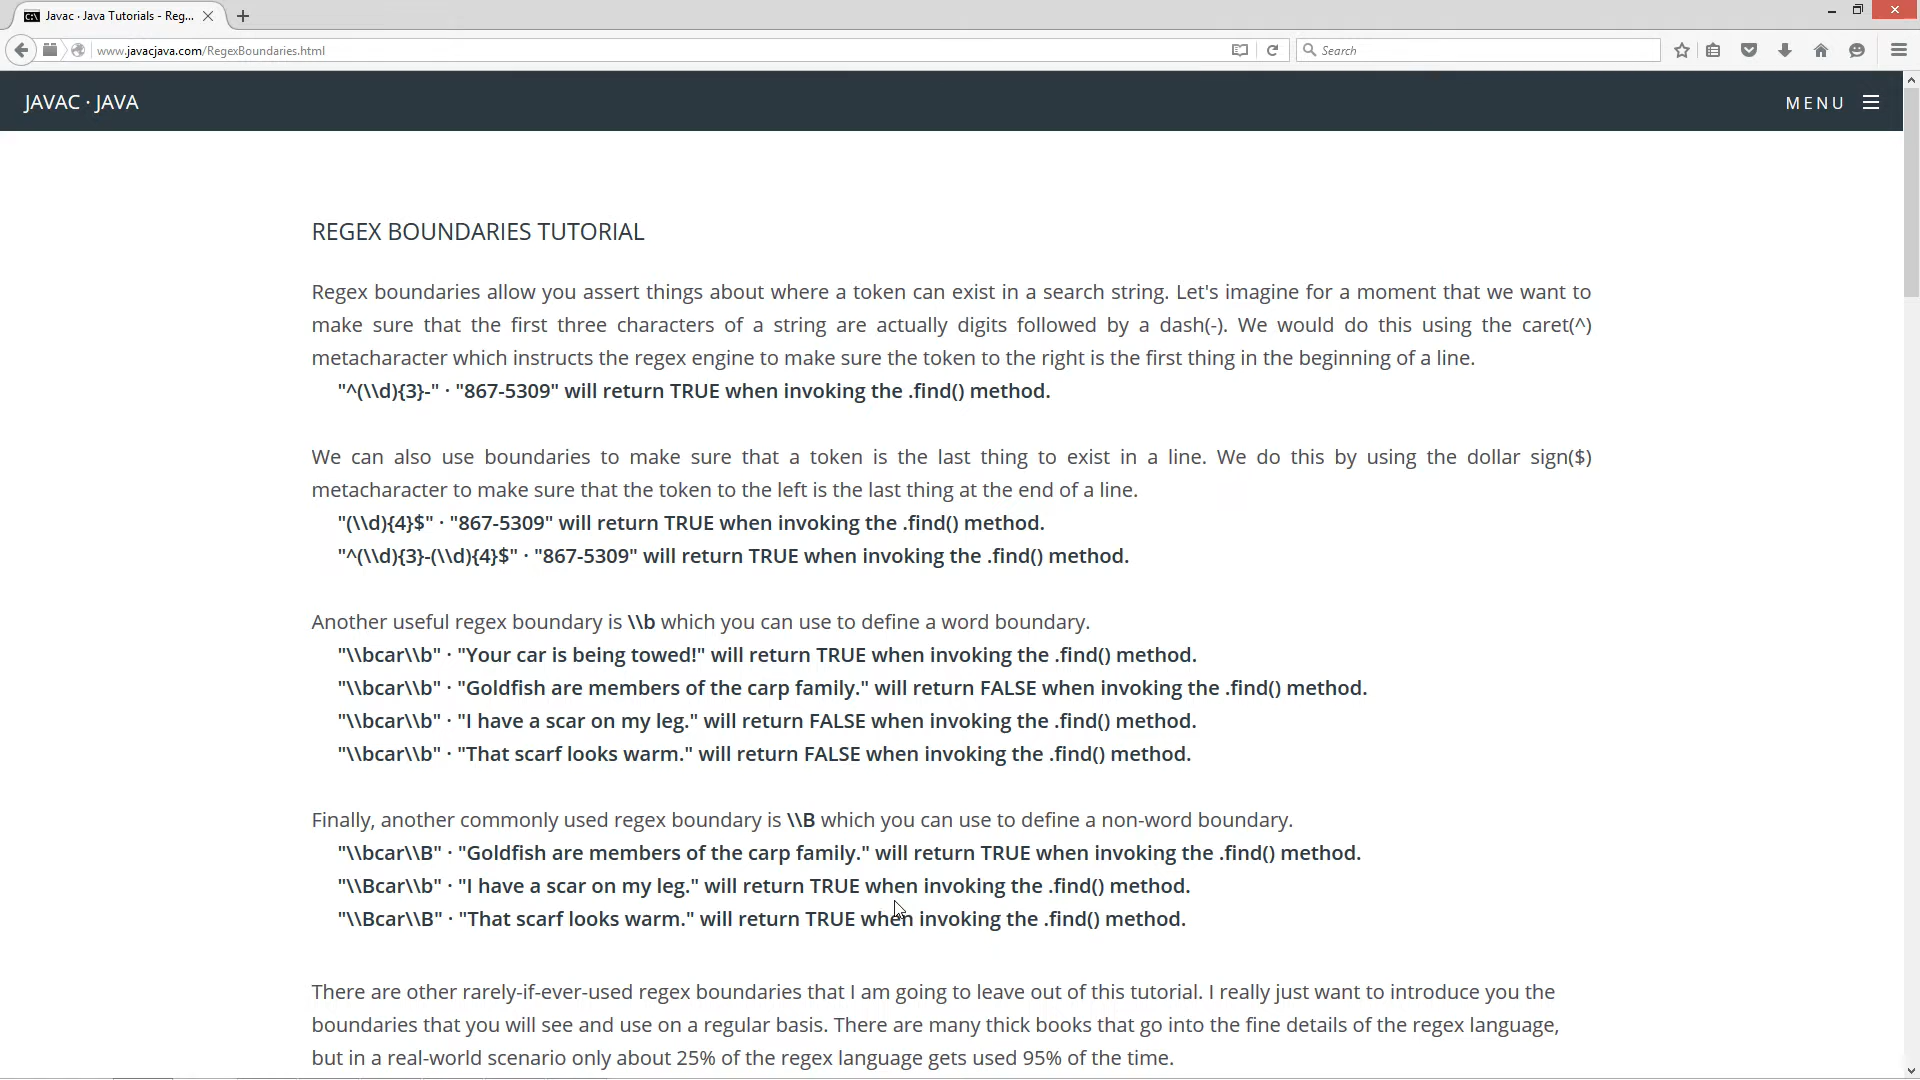 Javac · Java Tutorials - Reg...
www.javacjava.com/RegexBoundaries.html
Search
JAVAC · JAVA
MENU
REGEX BOUNDARIES TUTORIAL
Regex boundaries allow you assert things about where a token can exist in a search string. Let's imagine for a moment that we want to
make sure that the first three characters of a string are actually digits followed by a dash(-). We would do this using the caret(^)
metacharacter which instructs the regex engine to make sure the token to the right is the first thing in the beginning of a line.
"^(\\d){3}-" · "867-5309" will return TRUE when invoking the .find() method.
We can also use boundaries to make sure that a token is the last thing to exist in a line. We do this by using the dollar sign($)
metacharacter to make sure that the token to the left is the last thing at the end of a line.
"(\\d){4}$" · "867-5309" will return TRUE when invoking the .find() method.
"^(\\d){3}-(\\d){4}$" · "867-5309" will return TRUE when invoking the .find() method.
Another useful regex boundary is \\b which you can use to define a word boundary.
"\\bcar\\b" · "Your car is being towed!" will return TRUE when invoking the .find() method.
"\\bcar\\b" · "Goldfish are members of the carp family." will return FALSE when invoking the .find() method.
"\\bcar\\b" · "I have a scar on my leg." will return FALSE when invoking the .find() method.
"\\bcar\\b" · "That scarf looks warm." will return FALSE when invoking the .find() method.
Finally, another commonly used regex boundary is \\B which you can use to define a non-word boundary.
"\\bcar\\B" · "Goldfish are members of the carp family." will return TRUE when invoking the .find() method.
"\\Bcar\\b" · "I have a scar on my leg." will return TRUE when invoking the .find() method.
"\\Bcar\\B" · "That scarf looks warm." will return TRUE when invoking the .find() method.
There are other rarely-if-ever-used regex boundaries that I am going to leave out of this tutorial. I really just want to introduce you the
boundaries that you will see and use on a regular basis. There are many thick books that go into the fine details of the regex language,
but in a real-world scenario only about 25% of the regex language gets used 95% of the time.